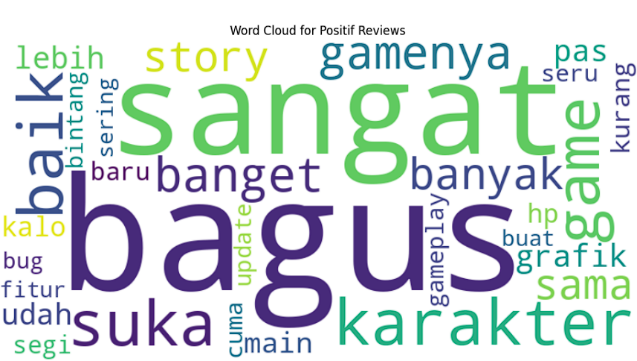 Word Cloud for Positif Reviews
lebih
story
gamenya
pas
seru
kurang
baik
bintang
sering
sangat
game
baru
banget
banyak
kalo
bagus
update
gameplay
hp
buat
grafik
bug
fitur
sama
udah
suka
cuma
main
karakter
segi